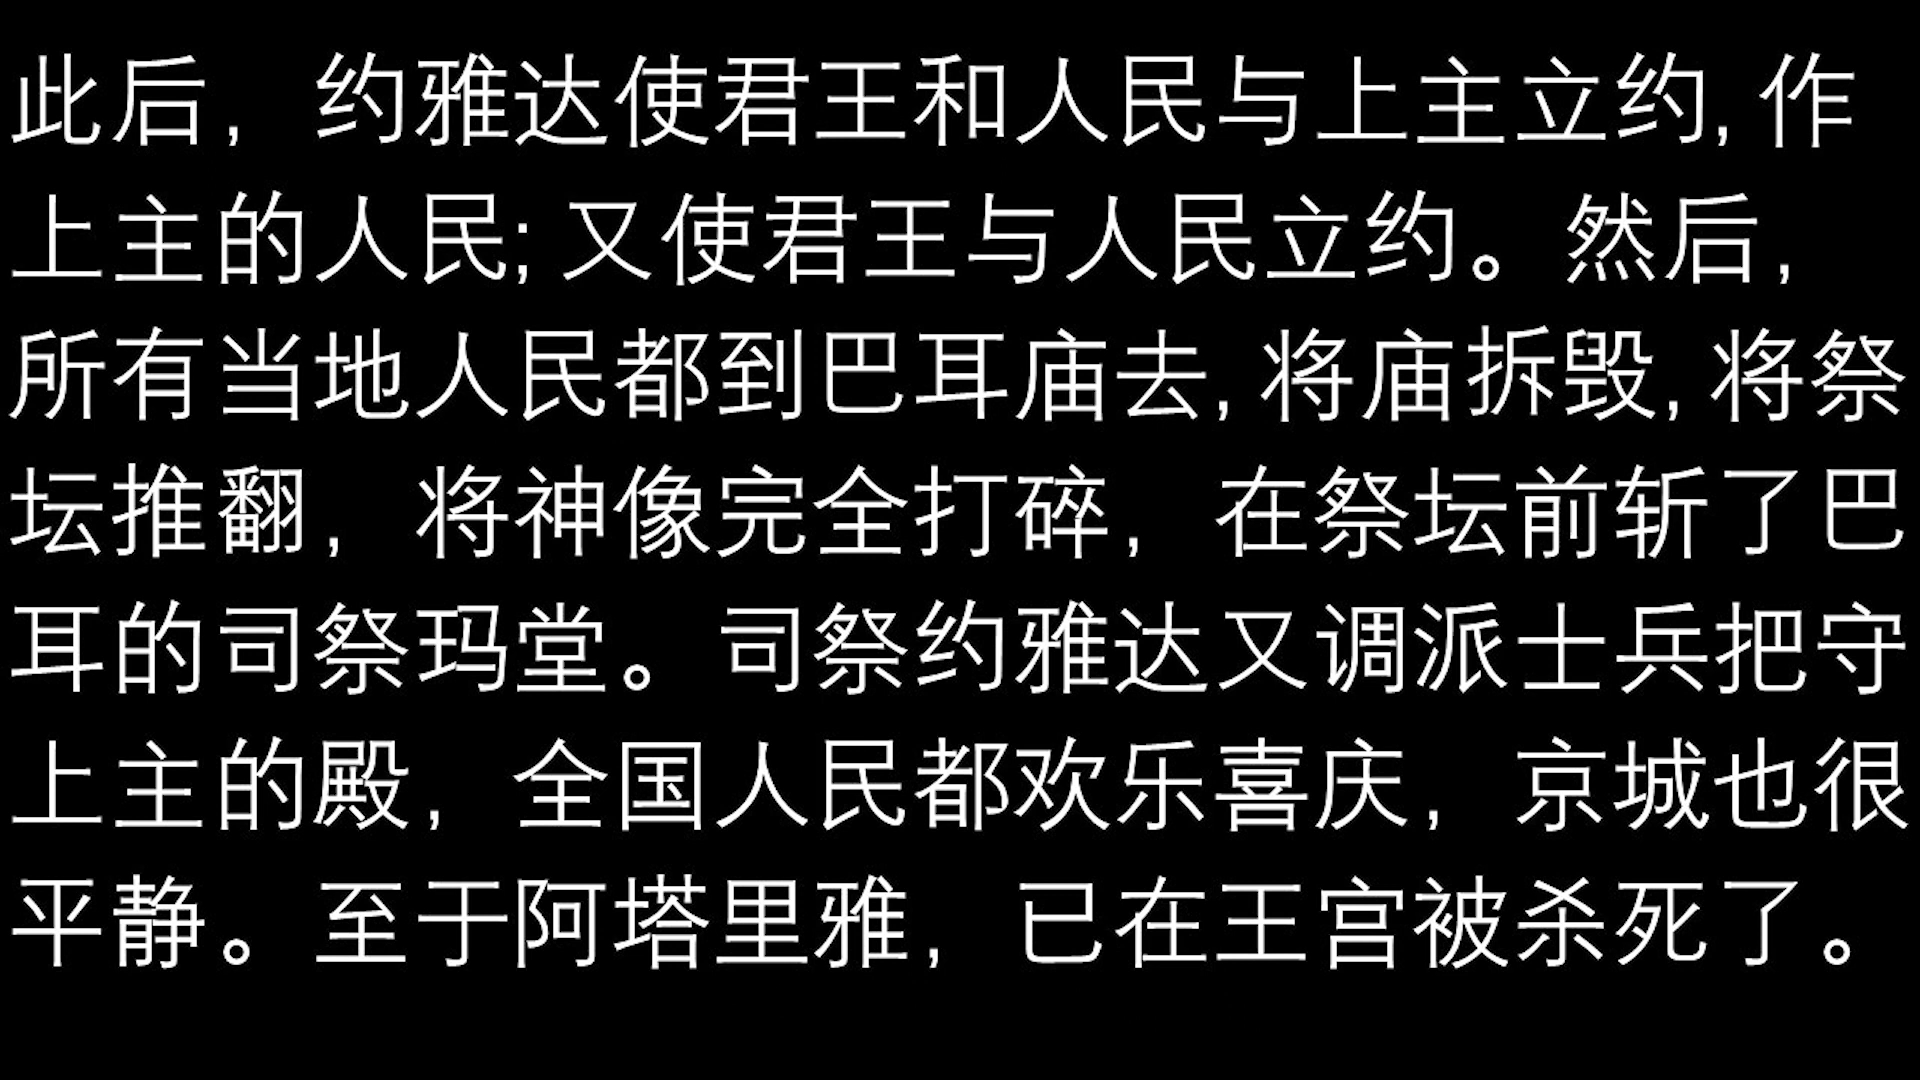 此后，约雅达使君王和人民与上主立约,作
上主的人民;又使君王与人民立约。然后，
所有当地人民都到巴耳庙去,将庙拆毁,将祭
坛推翻，将神像完全打碎，在祭坛前斩了巴
耳的司祭玛堂。司祭约雅达又调派士兵把守
上主的殿，全国人民都欢乐喜庆，京城也很
平静。至于阿塔里雅，已在王宫被杀死了。